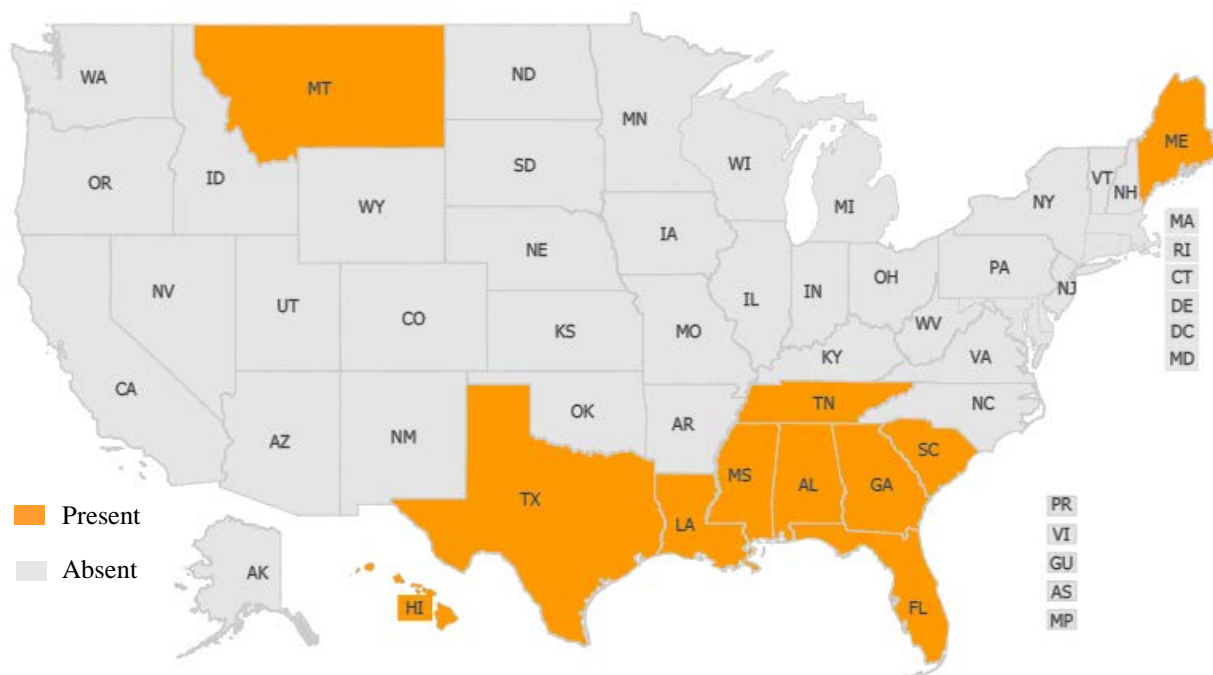 WA
MT
ND
MN
ME
OR
ID
SD
WI
VT
NH
WY
MI
NY
MA
RI
CT
DE
DC
MD
IA
NE
PA
NV
UT
CO
IL
IN
OH
NJ
WV
KS
MO
KY
VA
CA
TN
NC
OK
AR
AZ
NM
SC
MS
AL
GA
TX
LA
Present
PR
VI
GU
AS
MP
Absent
AK
HI
FL